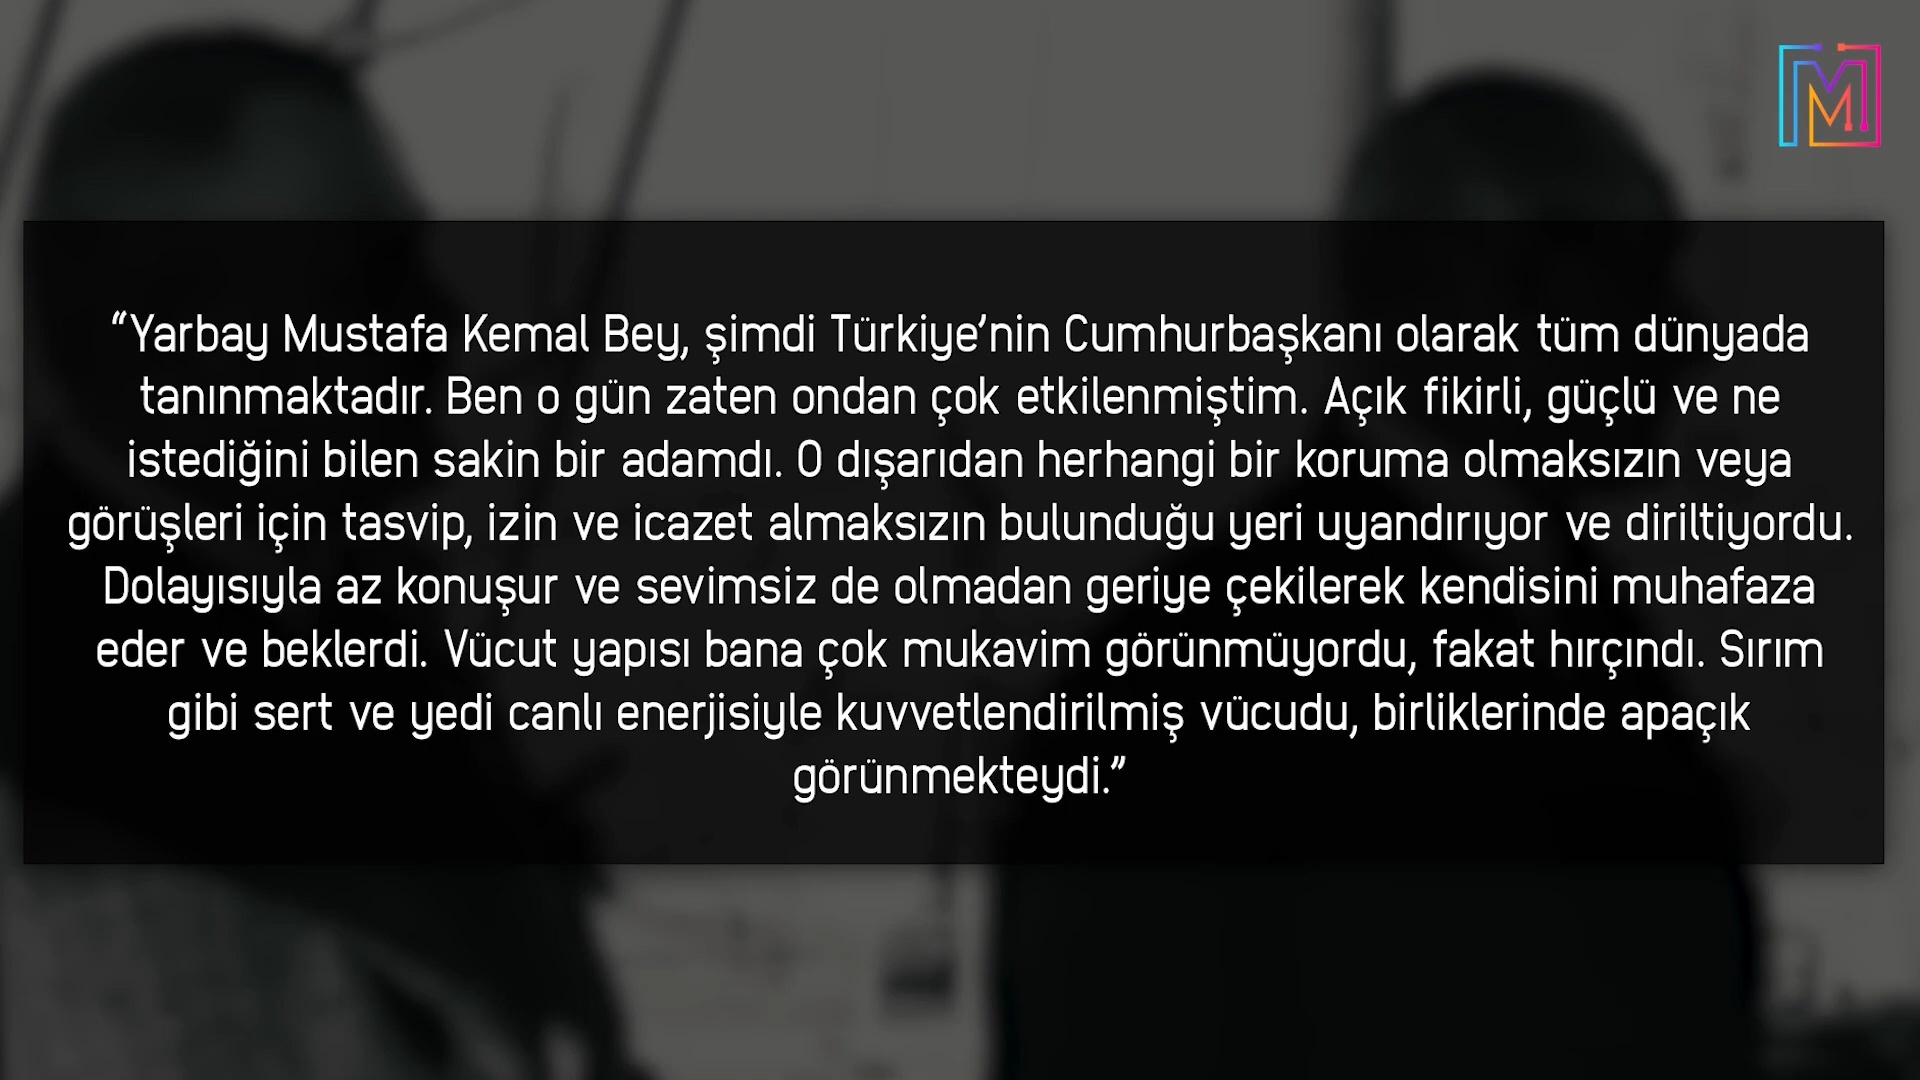 “Yarbay Mustafa Kemal Bey, şimdi Türkiye’nin Cumhurbaşkanı olarak tüm dünyada
tanınmaktadır. Ben o gün zaten ondan çok etkilenmiştim. Açık fikirli, güçlü ve ne
istediğini bilen sakin bir adamdı. O dışarıdan herhangi bir koruma olmaksızın veya
görüşleri için tasvip, izin ve icazet almaksızın bulunduğu yeri uyandırıyor ve diriltiyordu.
Dolayısıyla az konuşur ve sevimsiz de olmadan geriye çekilerek kendisini muhafaza
eder ve beklerdi. Vücut yapısı bana çok mukavim görünmüyordu, fakat hırçındı. Sırım
gibi sert ve yedi canlı enerjisiyle kuvvetlendirilmiş vücudu, birliklerinde apaçık
görünmekteydi.”